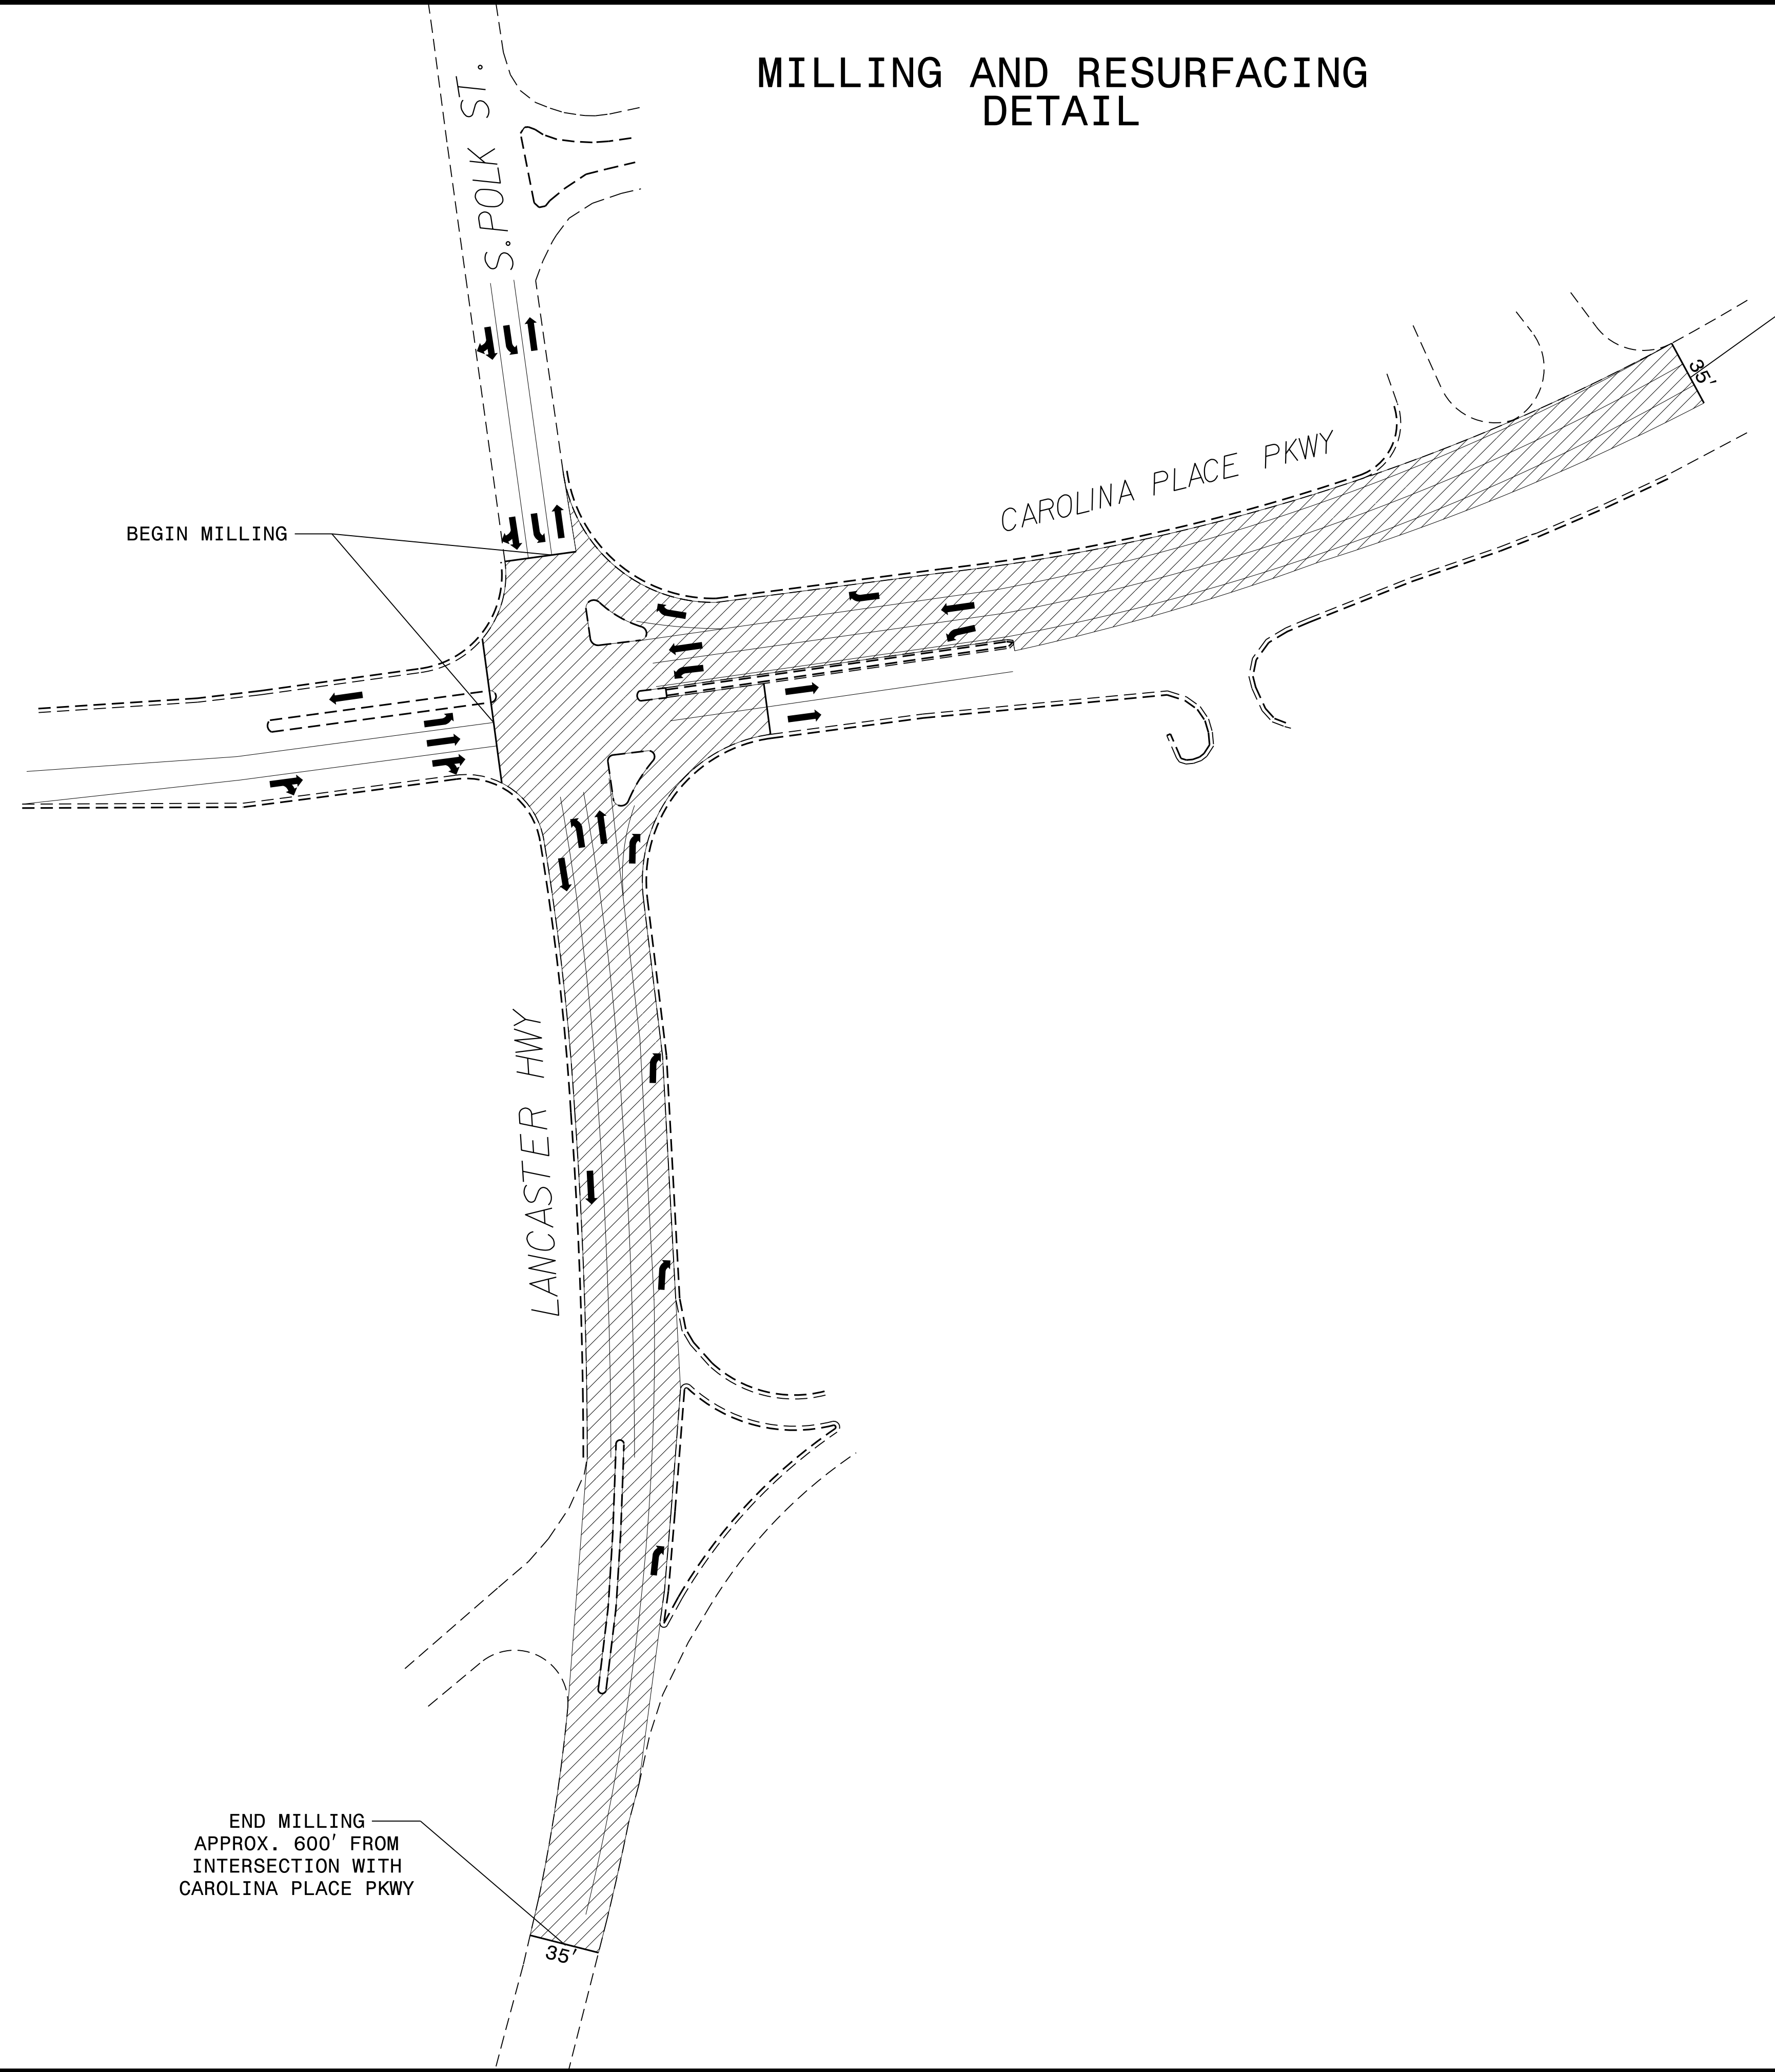 MILLING AND RESURFACING
DETAIL
S. POLK ST.
35'
CAROLINA PLACE PKWY
BEGIN MILLING
LANCASTER HWY
END MILLING
APPROX. 600' FROM
INTERSECTION WITH
CAROLINA PLACE PKWY
35'